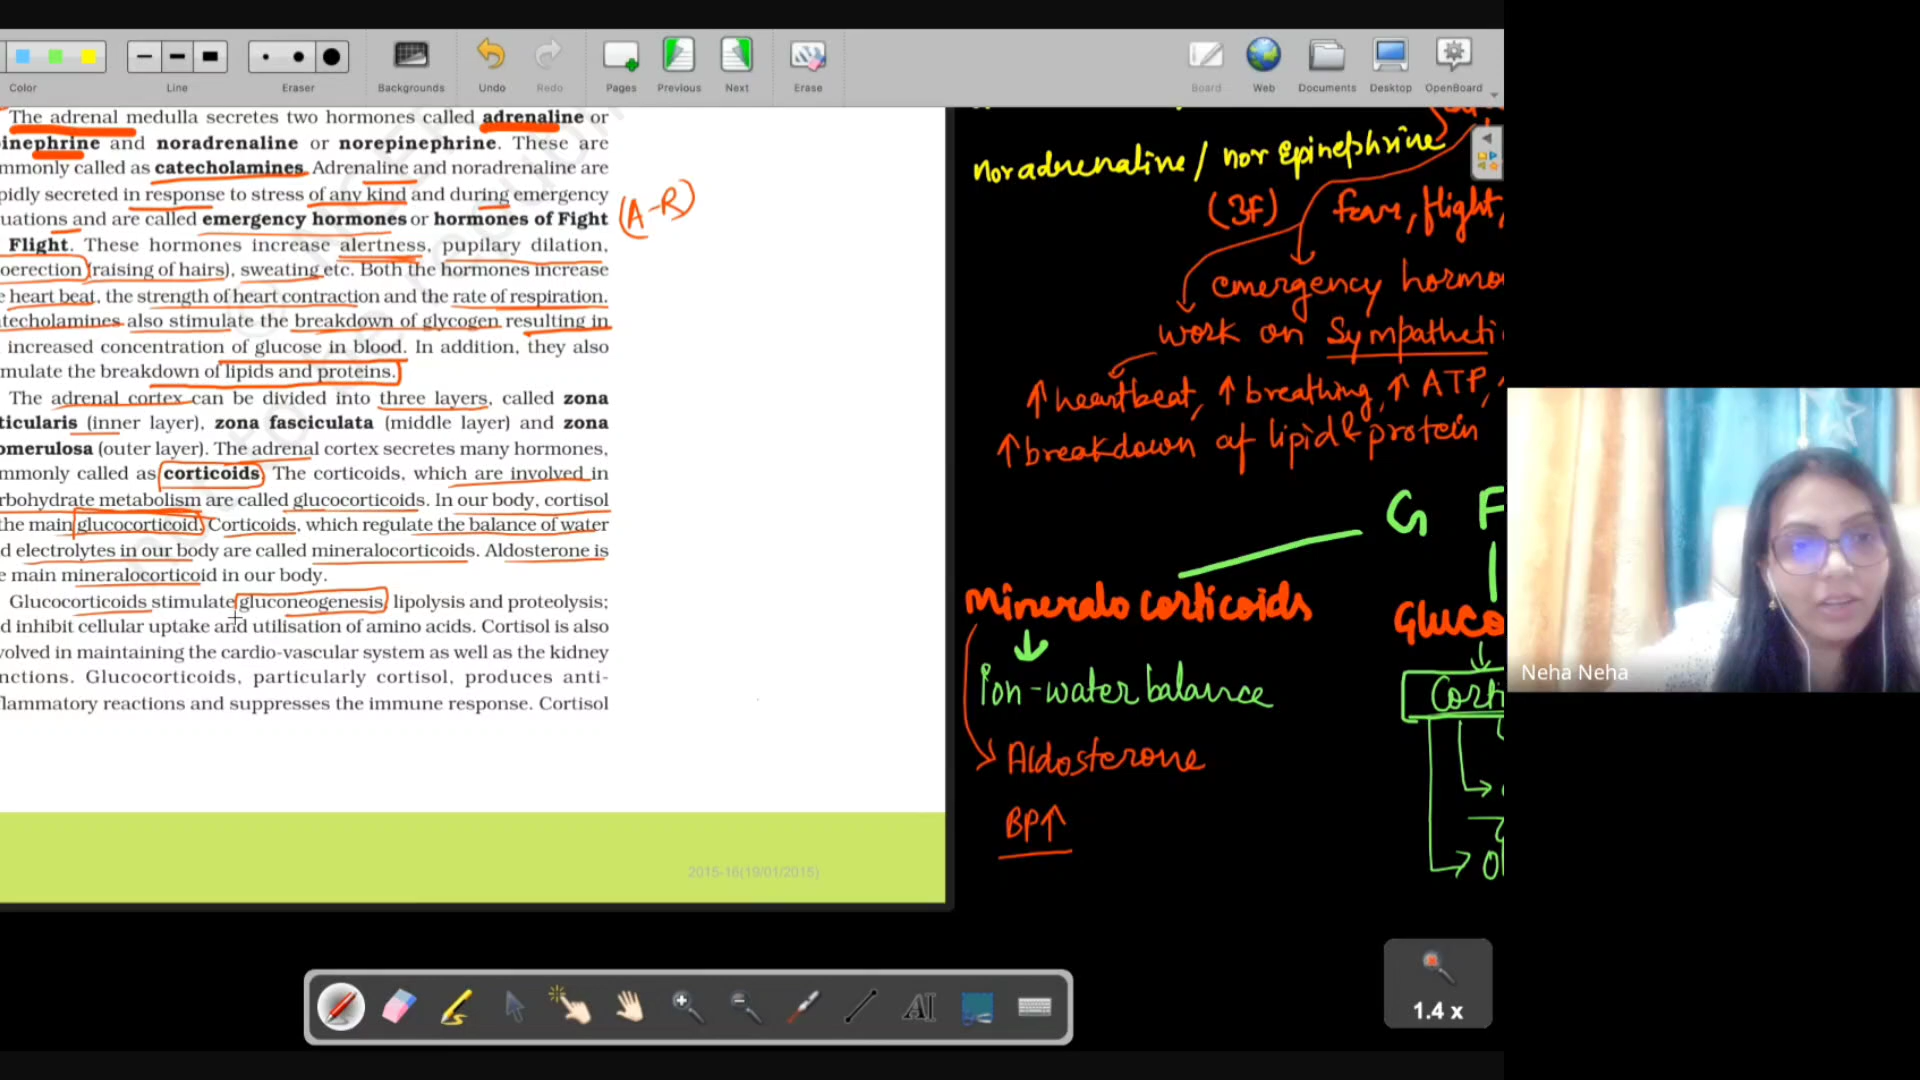 Color
Line
Eraser
Backgrounds
Undo
Redo
Pages
Previous
Next
Erase
Board
Web
Documents
Desktop
OpenBoard
The adrenal medulla secretes two hormones called adrenaline or
inephrine and noradrenaline or norepinephrine. These are
mmonly called as catecholamines. Adrenaline and noradrenaline are
pidly secreted in response to stress of any kind and during emergency
uations and are called emergency hormones or hormones of Fight
Flight. These hormones increase alertness, pupilary dilation,
oerection (raising of hairs), sweating etc. Both the hormones increase
e heart beat, the strength of heart contraction and the rate of respiration.
techolamines also stimulate the breakdown of glycogen resulting in
increased concentration of glucose in blood. In addition, they also
mulate the breakdown of lipids and proteins.
The adrenal cortex can be divided into three layers, called zona
ticularis (inner layer), zona fasciculata (middle layer) and zona
omerulosa (outer layer). The adrenal cortex secretes many hormones,
mmonly called as corticoids. The corticoids, which are involved in
rbohydrate metabolism are called glucocorticoids. In our body, cortisol
the main glucocorticoid. Corticoids, which regulate the balance of water
d electrolytes in our body are called mineralocorticoids. Aldosterone is
e main mineralocorticoid in our body.
Glucocorticoids stimulate gluconeogenesis, lipolysis and proteolysis;
d inhibit cellular uptake and utilisation of amino acids. Cortisol is also
volved in maintaining the cardio-vascular system as well as the kidney
nctions. Glucocorticoids, particularly cortisol, produces anti-
flammatory reactions and suppresses the immune response. Cortisol
2015-16(19/01/2015)
(A-R)
noradrenaline / nor Epinephrine
(3F) fear, flight,
emergency hormo
work on Sympatheti
↑ heartbeat, ↑ breathing, ↑ ATP,
↑ breakdown of lipid & protein
G F
Mineralo corticoids
Gluco
ion-water balance
Corti
Aldosterone
BP↑
Neha Neha
1.4 x